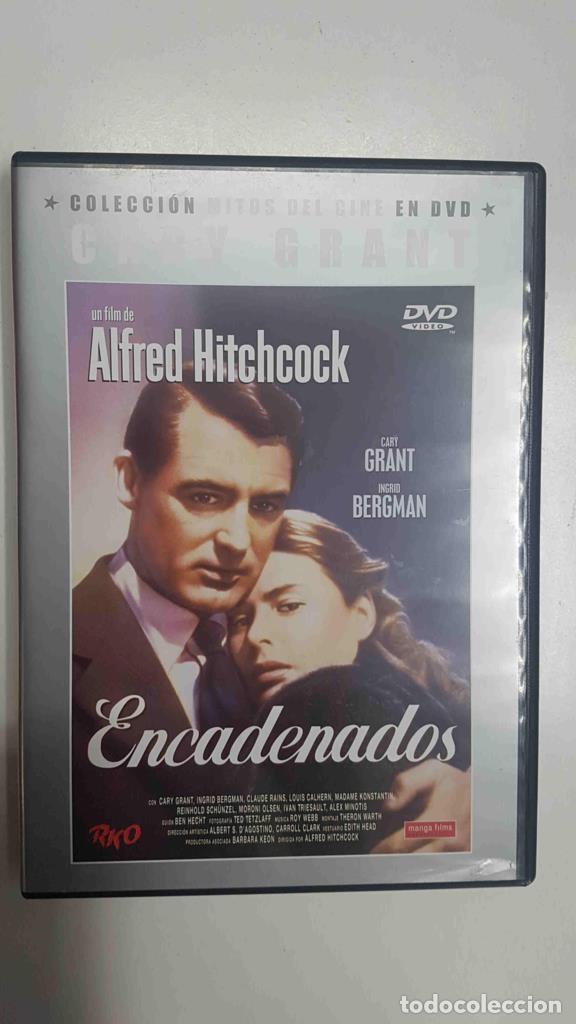 ★ COLECCIÓN MITOS DEL CINE EN DVD ★
CARY GRANT
un film de
Alfred Hitchcock
DVD
VIDEO
TM
CARY
GRANT
INGRID
BERGMAN
Encadenados
CON CARY GRANT, INGRID BERGMAN, CLAUDE RAINS, LOUIS CALHERN, MADAME KONSTANTIN,
REINHOLD SCHÜNZEL, MORONI OLSEN, IVAN TRIESAULT, ALEX MINOTIS
GUIÓN BEN HECHT FOTOGRAFÍA TED TETZLAFF MÚSICA ROY WEBB MONTAJE THERON WARTH
DIRECCIÓN ARTÍSTICA ALBERT S. D'AGOSTINO, CARROLL CLARK VESTUARIO EDITH HEAD
PRODUCTORA ASOCIADA BARBARA KEON DIRIGIDA POR ALFRED HITCHCOCK
RKO
manga films
todocoleccion